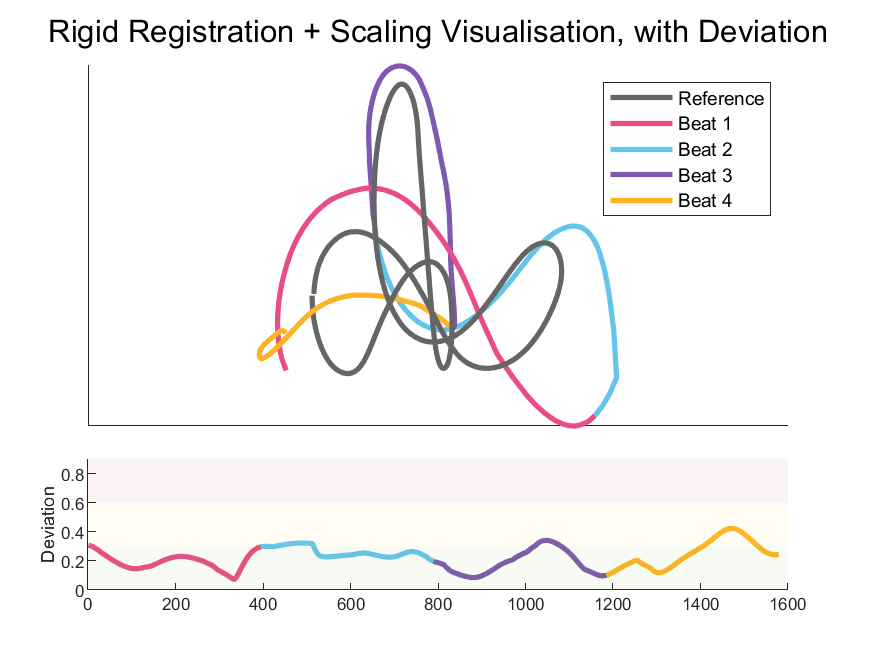 Rigid Registration + Scaling Visualisation, with Deviation
Reference
Beat 1
Beat 2
Beat 3
Beat 4
Deviation
0.8
0.6
0.4
0.2
0
0 200 400 600 800 1000 1200 1400 1600